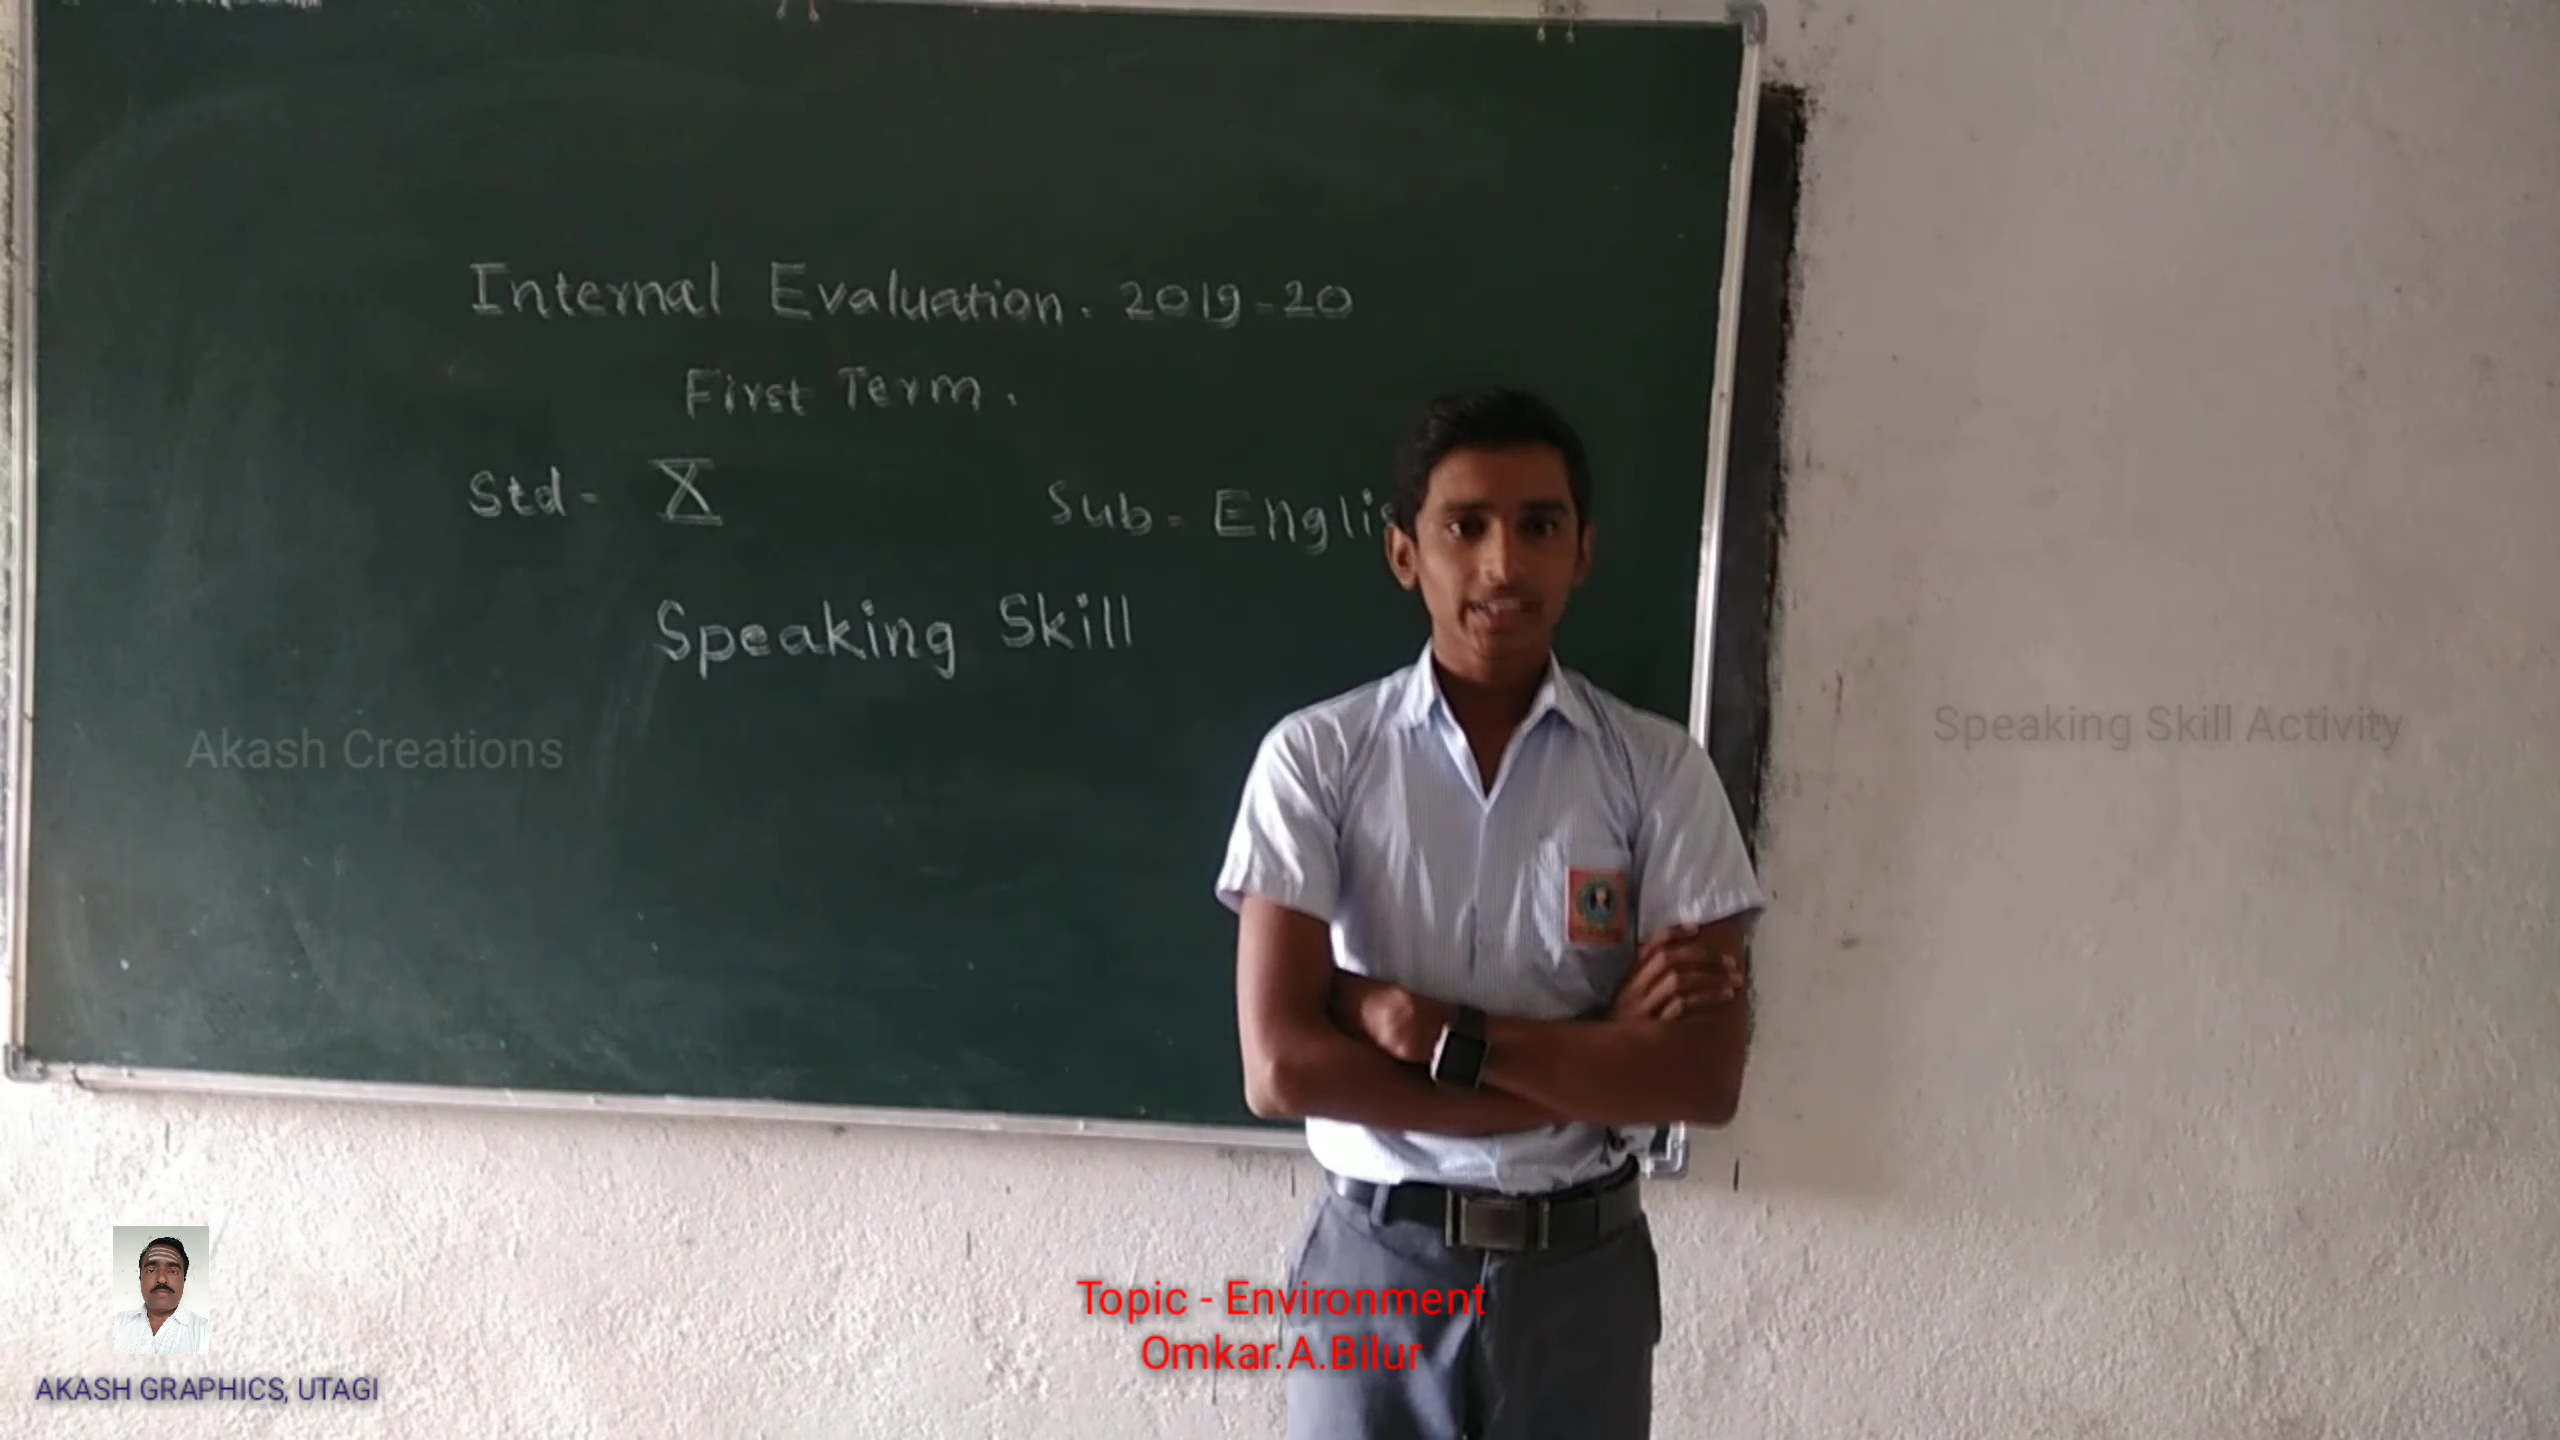 Internal Evaluation. 2019-20
First Term.
Std- X
Sub- Englis
Speaking Skill
Akash Creations
Speaking Skill Activity
Topic - Environment
Omkar.A.Bilur
AKASH GRAPHICS, UTAGI